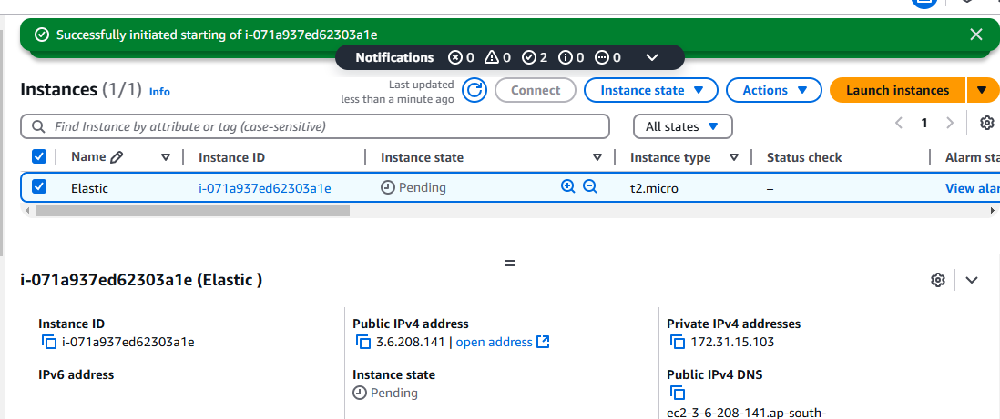 Successfully initiated starting of i-071a937ed62303a1e
Notifications 0 0 2 0 0
Instances (1/1) Info
Last updated
less than a minute ago
Connect
Instance state
Actions
Launch instances
Find Instance by attribute or tag (case-sensitive)
All states
1
Name Instance ID Instance state Instance type Status check Alarm sta
Elastic i-071a937ed62303a1e Pending t2.micro – View alar
i-071a937ed62303a1e (Elastic )
Instance ID Public IPv4 address Private IPv4 addresses
i-071a937ed62303a1e 3.6.208.141 | open address 172.31.15.103
IPv6 address Instance state Public IPv4 DNS
– Pending
ec2-3-6-208-141.ap-south-